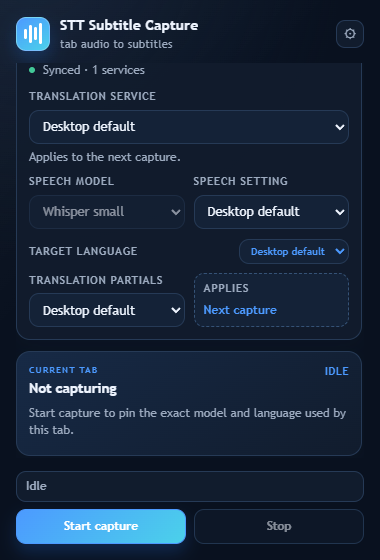 STT Subtitle Capture
tab audio to subtitles
Synced · 1 services
TRANSLATION SERVICE
Desktop default
Applies to the next capture.
SPEECH MODEL
SPEECH SETTING
Whisper small
Desktop default
TARGET LANGUAGE
Desktop default
TRANSLATION PARTIALS
Desktop default
APPLIES
Next capture
CURRENT TAB
IDLE
Not capturing
Start capture to pin the exact model and language used by
this tab.
Idle
Start capture
Stop